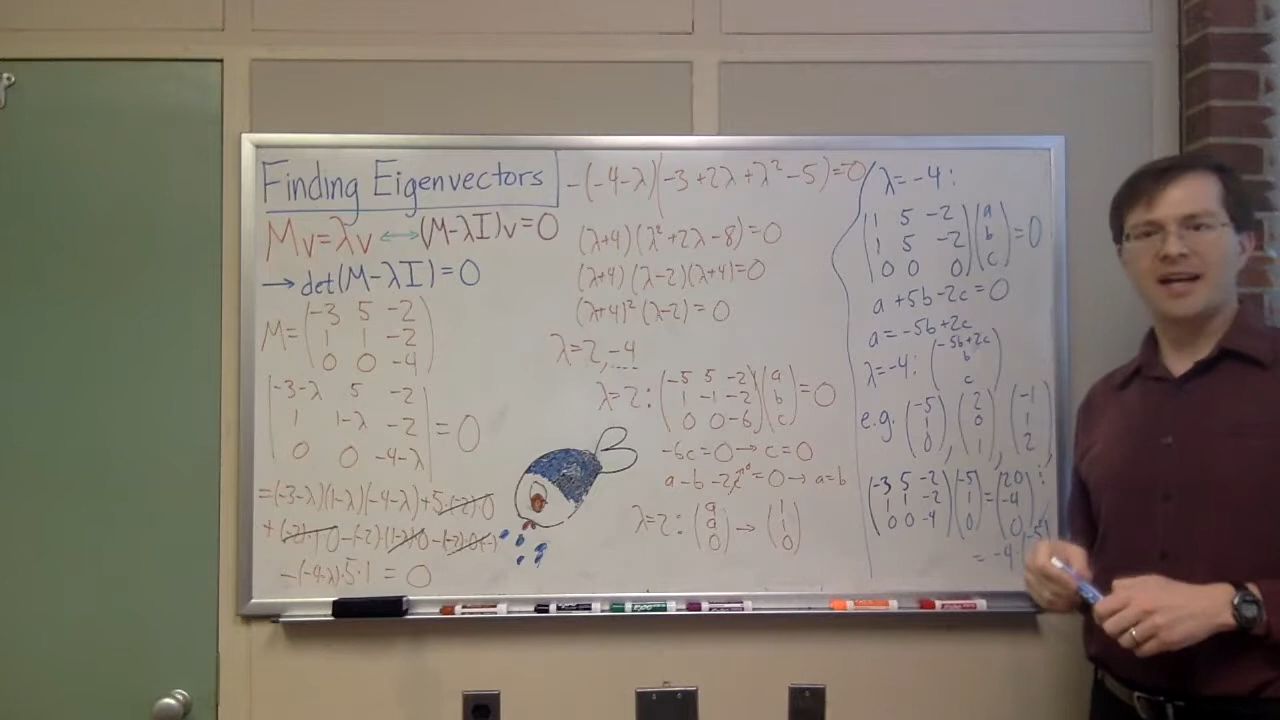 Finding Eigenvectors
Mv=λv ↔ (M-λI)v=0
→ det(M-λI)=0
M= (-3 5 -2
1 1 -2
0 0 -4)
|-3-λ 5 -2
1 1-λ -2
0 0 -4-λ| = 0
=(-3-λ)(1-λ)(-4-λ)+5·(-2)·0
+(-2)·1·0-(-2)·(1-λ)·0-(-2)·0·(-3-λ)
-(-4-λ)·5·1 = 0
-(-4-λ)(-3+2λ+λ²-5)=0
(λ+4)(λ²+2λ-8)=0
(λ+4)(λ-2)(λ+4)=0
(λ+4)²(λ-2)=0
λ=2,-4
λ=2: (-5 5 -2
1 -1 -2
0 0 -6) (a
b
c) =0
-6c=0→c=0
a-b-2c=0→a=b
λ=2: (a
a
0) → (1
1
0)
λ=-4:
(1 5 -2
1 5 -2
0 0 0) (a
b
c) =0
a+5b-2c=0
a=-5b+2c
λ=-4: (-5b+2c
b
c)
e.g. (-5
1
0), (2
0
1), (-1
1
2),
(-3 5 -2
1 1 -2
0 0 -4) (-5
1
0) = (20
-4
0)
= -4·(-5
EXPO